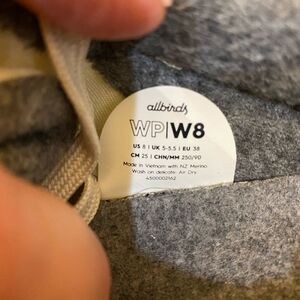 allbirds
WP|W8
US 8 | UK 5-5.5 | EU 38
CM 25 | CHN/MM 250/90
Made in Vietnam with NZ Merino
Wash on delicate. Air Dry.
4500002162